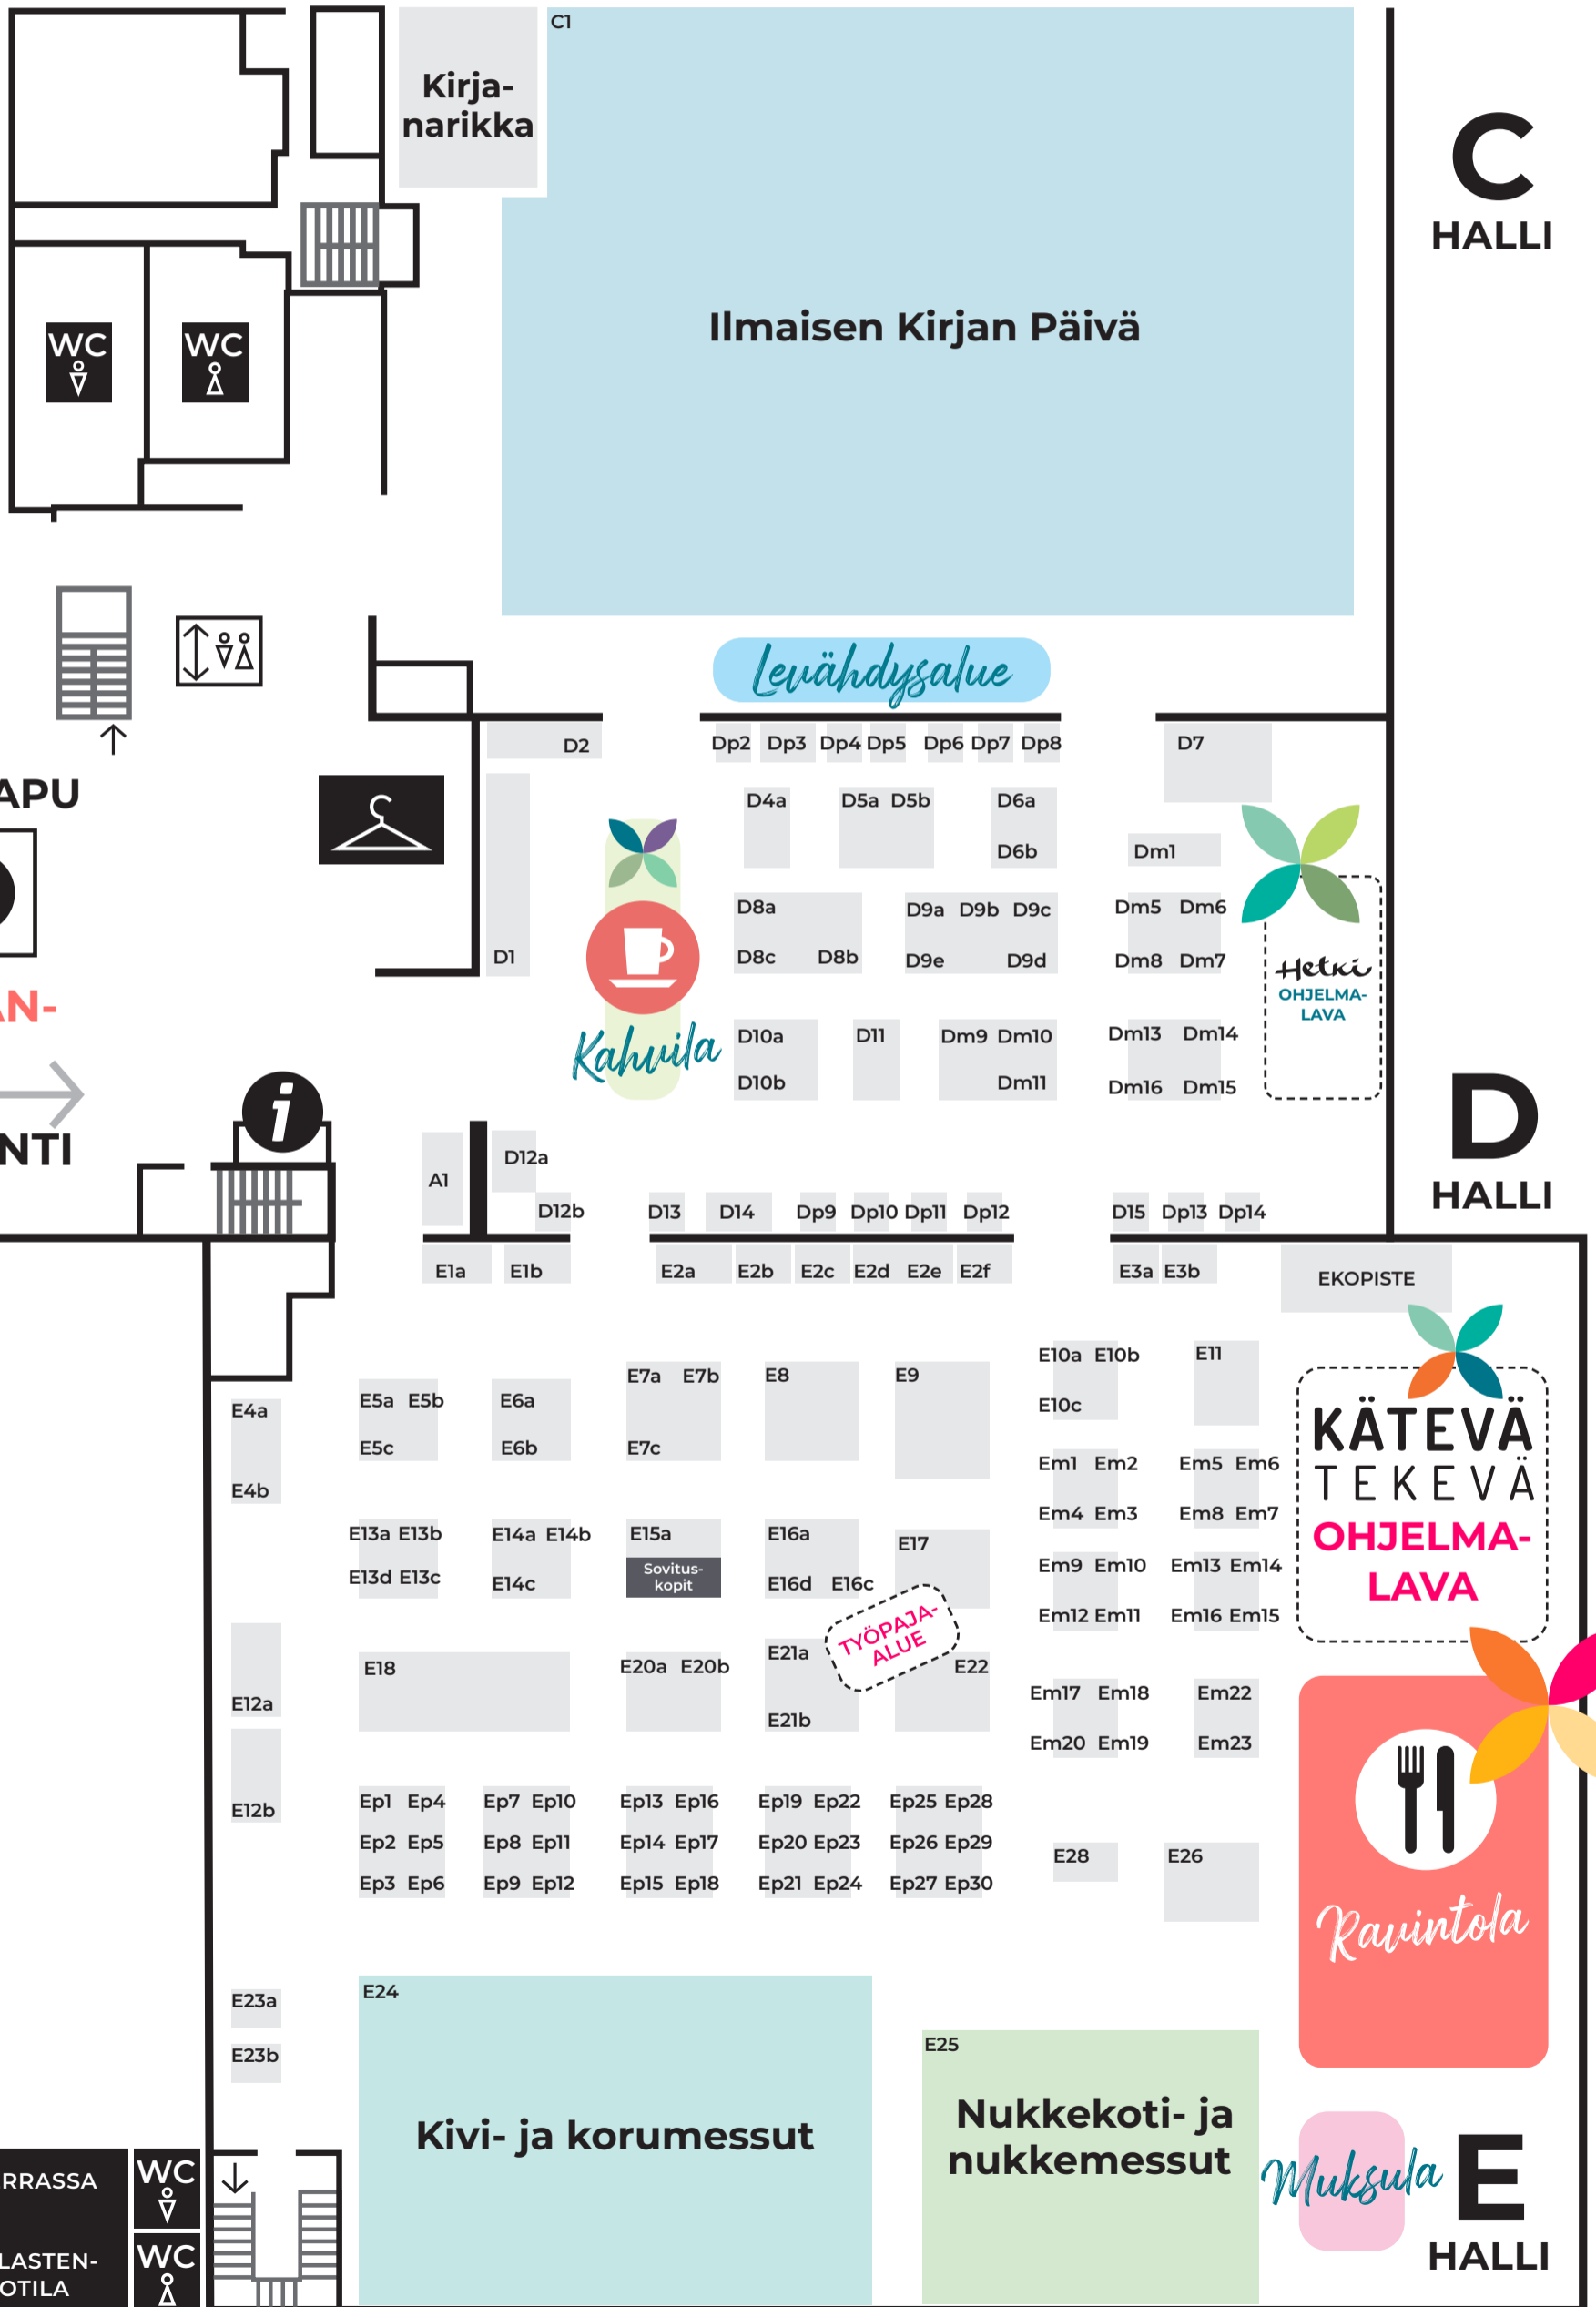 C1
Kirja-
narikka
C
HALLI
Ilmaisen Kirjan Päivä
WC WC
Levähdysalue
D2 Dp2 Dp3 Dp4 Dp5 Dp6 Dp7 Dp8 D7
APU
D4a D5a D5b D6a
D6b Dm1
D8a D9a D9b D9c Dm5 Dm6
D1 D8c D8b D9e D9d Dm8 Dm7
Hetki
OHJELMA-
LAVA
AN-
Kahvila
D10a D11 Dm9 Dm10 Dm13 Dm14
D10b Dm11 Dm16 Dm15
i
NTI
D
HALLI
A1 D12a
D12b D13 D14 Dp9 Dp10 Dp11 Dp12 D15 Dp13 Dp14
E1a E1b E2a E2b E2c E2d E2e E2f E3a E3b EKOPISTE
E10a E10b E11
E7a E7b E8 E9
E4a E5a E5b E6a E10c
E5c E6b E7c
KÄTEVÄ
TEKEVÄ
OHJELMA-
LAVA
E4b Em1 Em2 Em5 Em6
Em4 Em3 Em8 Em7
E13a E13b E14a E14b E15a E16a E17
Sovitus-
kopit
E13d E13c E14c E16d E16c
Em9 Em10 Em13 Em14
Em12 Em11 Em16 Em15
TYÖPAJA-
ALUE
E18 E20a E20b E21a E22
E12a E21b Em17 Em18 Em22
Em20 Em19 Em23
E12b
Ep1 Ep4 Ep7 Ep10 Ep13 Ep16 Ep19 Ep22 Ep25 Ep28
Ep2 Ep5 Ep8 Ep11 Ep14 Ep17 Ep20 Ep23 Ep26 Ep29
Ep3 Ep6 Ep9 Ep12 Ep15 Ep18 Ep21 Ep24 Ep27 Ep30
E28 E26
Ravintola
E23a E24
E23b E25
Kivi- ja korumessut
Nukkekoti- ja
nukkemessut
Muksula
E
HALLI
RRASSA WC
LASTEN- WC
OTILA